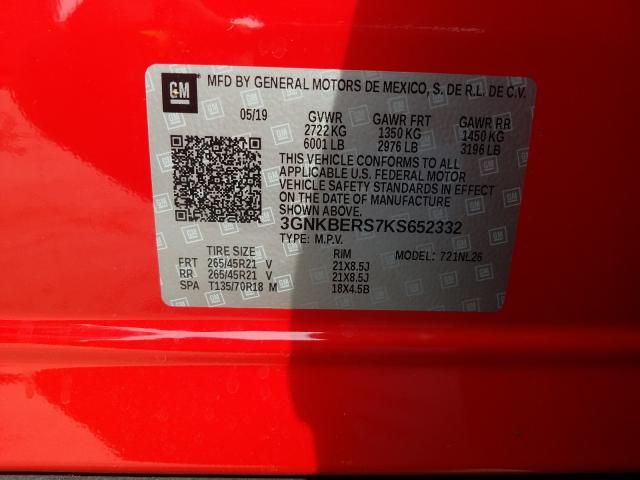 GM MFD BY GENERAL MOTORS DE MEXICO, S. DE R.L. DE C.V.
05/19 GVWR GAWR FRT GAWR RR
2722 KG 1350 KG 1450 KG
6001 LB 2976 LB 3196 LB
THIS VEHICLE CONFORMS TO ALL
APPLICABLE U.S. FEDERAL MOTOR
VEHICLE SAFETY STANDARDS IN EFFECT
ON THE DATE OF MANUFACTURE
SHOWN ABOVE.
3GNKBERS7KS652332
TYPE: M.P.V. MODEL: 721NL26
TIRE SIZE RIM
FRT 265/45R21 V 21X8.5J
RR 265/45R21 V 21X8.5J
SPA T135/70R18 M 18X4.5B